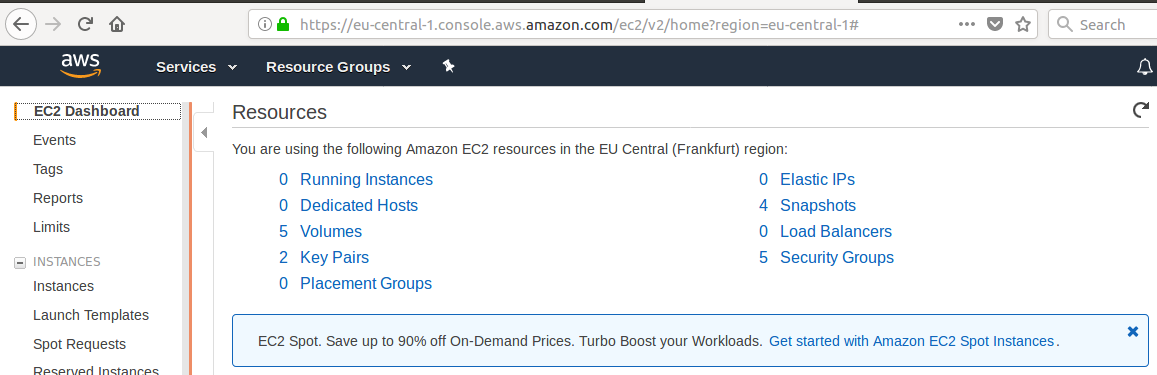 https://eu-central-1.console.aws.amazon.com/ec2/v2/home?region=eu-central-1#
Search
aws
Services
Resource Groups
EC2 Dashboard
Events
Tags
Reports
Limits
INSTANCES
Instances
Launch Templates
Spot Requests
Reserved Instances
Resources
You are using the following Amazon EC2 resources in the EU Central (Frankfurt) region:
0 Running Instances
0 Elastic IPs
0 Dedicated Hosts
4 Snapshots
5 Volumes
0 Load Balancers
2 Key Pairs
5 Security Groups
0 Placement Groups
EC2 Spot. Save up to 90% off On-Demand Prices. Turbo Boost your Workloads. Get started with Amazon EC2 Spot Instances.